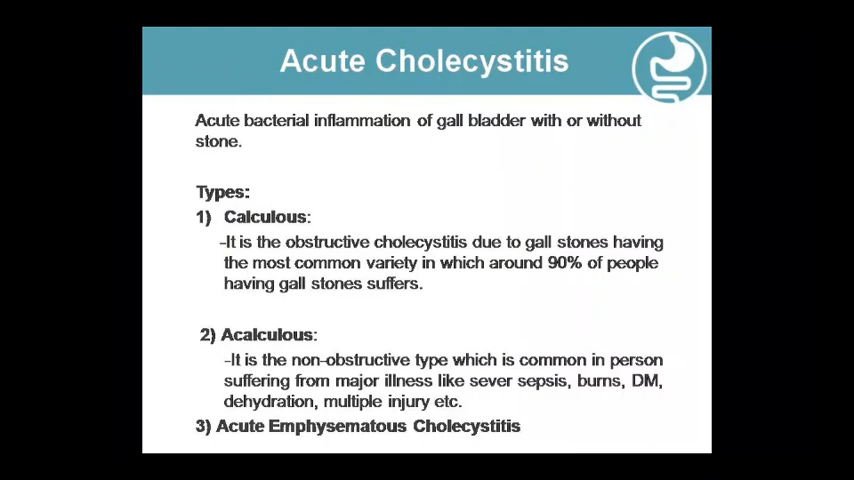 Acute Cholecystitis
Acute bacterial inflammation of gall bladder with or without
stone.
Types:
1) Calculous:
-It is the obstructive cholecystitis due to gall stones having
the most common variety in which around 90% of people
having gall stones suffers.
2) Acalculous:
-It is the non-obstructive type which is common in person
suffering from major illness like sever sepsis, burns, DM,
dehydration, multiple injury etc.
3) Acute Emphysematous Cholecystitis